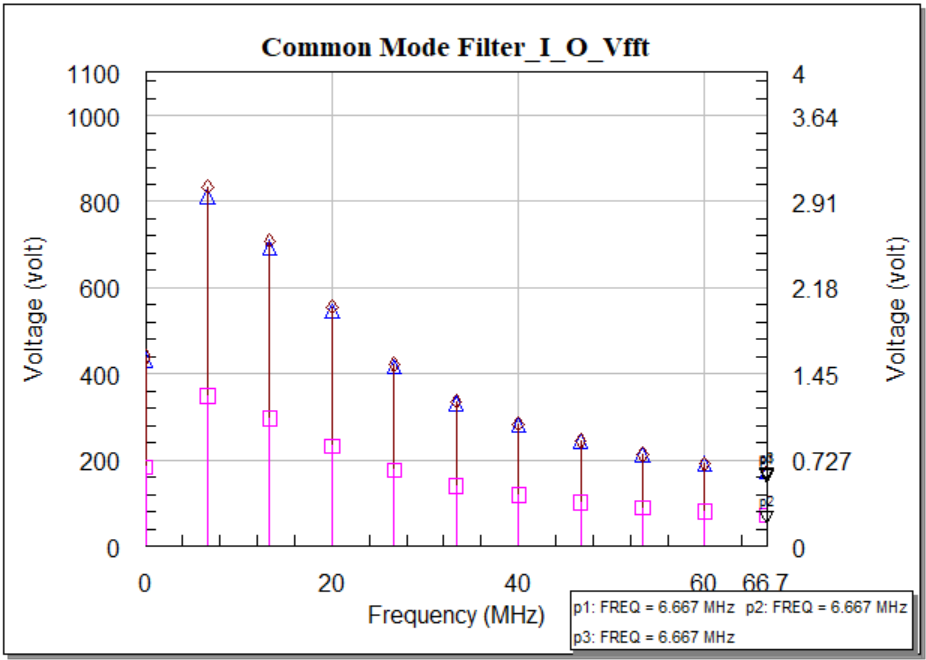 Common Mode Filter_I_O_Vfft
1100
1000
800
600
400
200
0
Voltage (volt)
4
3.64
2.91
2.18
1.45
0.727
0
Voltage (volt)
p3
p2
0 20 40 60 66.7
Frequency (MHz)
p1: FREQ = 6.667 MHz p2: FREQ = 6.667 MHz
p3: FREQ = 6.667 MHz